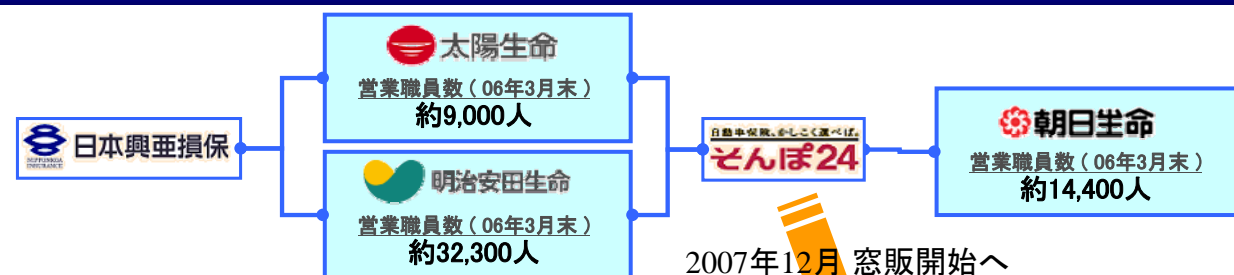 太陽生命
営業職員数（06年3月末）
約9,000人
日本興亜損保
NIPPONKOA
INSURANCE
明治安田生命
営業職員数（06年3月末）
約32,300人
自動車保険、かしこく選べば。
そんぽ24
朝日生命
営業職員数（06年3月末）
約14,400人
2007年12月 窓販開始へ